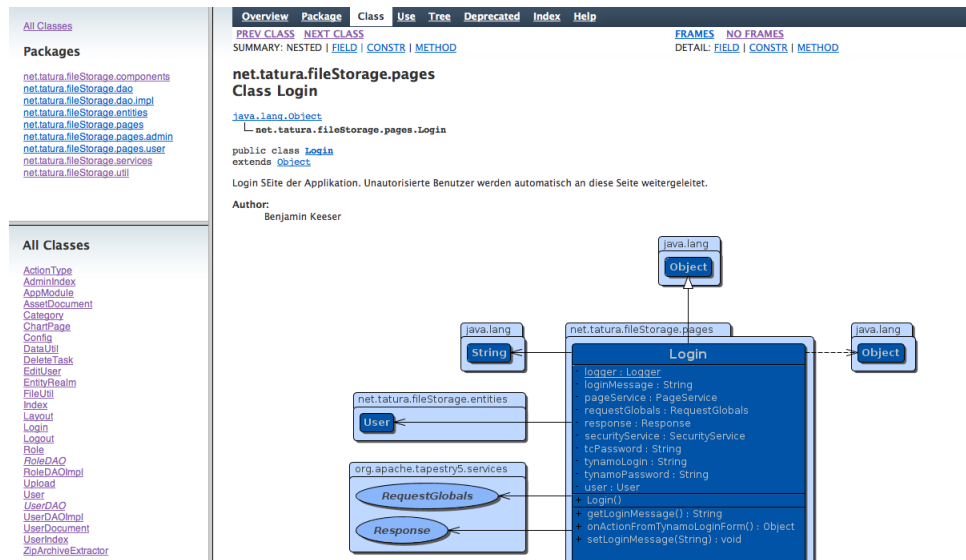 All Classes
Packages
net.tatura.fileStorage.components
net.tatura.fileStorage.dao
net.tatura.fileStorage.dao.impl
net.tatura.fileStorage.entities
net.tatura.fileStorage.pages
net.tatura.fileStorage.pages.admin
net.tatura.fileStorage.pages.user
net.tatura.fileStorage.services
net.tatura.fileStorage.util
All Classes
ActionType
AdminIndex
AppModule
AssetDocument
Category
ChartPage
Config
DataUtil
DeleteTask
EditUser
EntityRealm
FileUtil
Index
Layout
Login
Logout
Role
RoleDAO
RoleDAOImpl
Upload
User
UserDAO
UserDAOImpl
UserDocument
UserIndex
ZipArchiveExtractor
Overview Package Class Use Tree Deprecated Index Help
PREV CLASS NEXT CLASS FRAMES NO FRAMES
SUMMARY: NESTED | FIELD | CONSTR | METHOD DETAIL: FIELD | CONSTR | METHOD
net.tatura.fileStorage.pages
Class Login
java.lang.Object
net.tatura.fileStorage.pages.Login
public class Login
extends Object
Login SEite der Applikation. Unautorisierte Benutzer werden automatisch an diese Seite weitergeleitet.
Author:
Benjamin Keeser
java.lang
Object
java.lang
String
net.tatura.fileStorage.pages
Login
- logger : Logger
- loginMessage : String
- pageService : PageService
- requestGlobals : RequestGlobals
- response : Response
- securityService : SecurityService
- tcPassword : String
- tynamoLogin : String
- tynamoPassword : String
- user : User
+ Login()
+ getLoginMessage() : String
+ onActionFromTynamoLoginForm() : Object
+ setLoginMessage(String) : void
java.lang
Object
net.tatura.fileStorage.entities
User
org.apache.tapestry5.services
RequestGlobals
Response